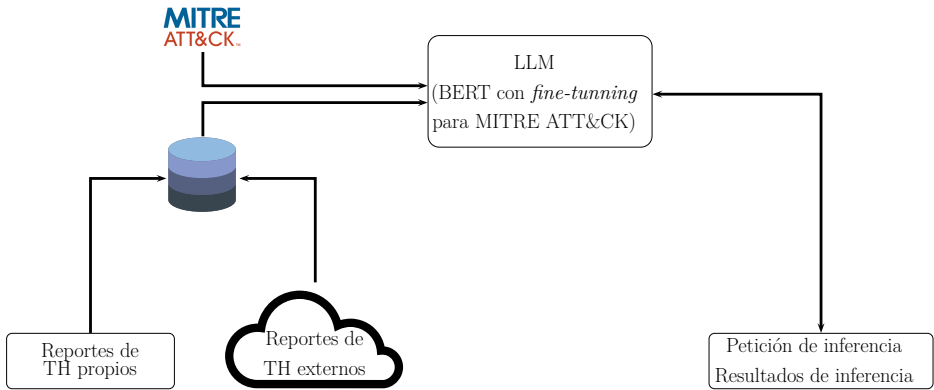 MITRE
ATT&CK
LLM
(BERT con fine-tunning
para MITRE ATT&CK)
Reportes de
TH propios
Reportes de
TH externos
Petición de inferencia
Resultados de inferencia